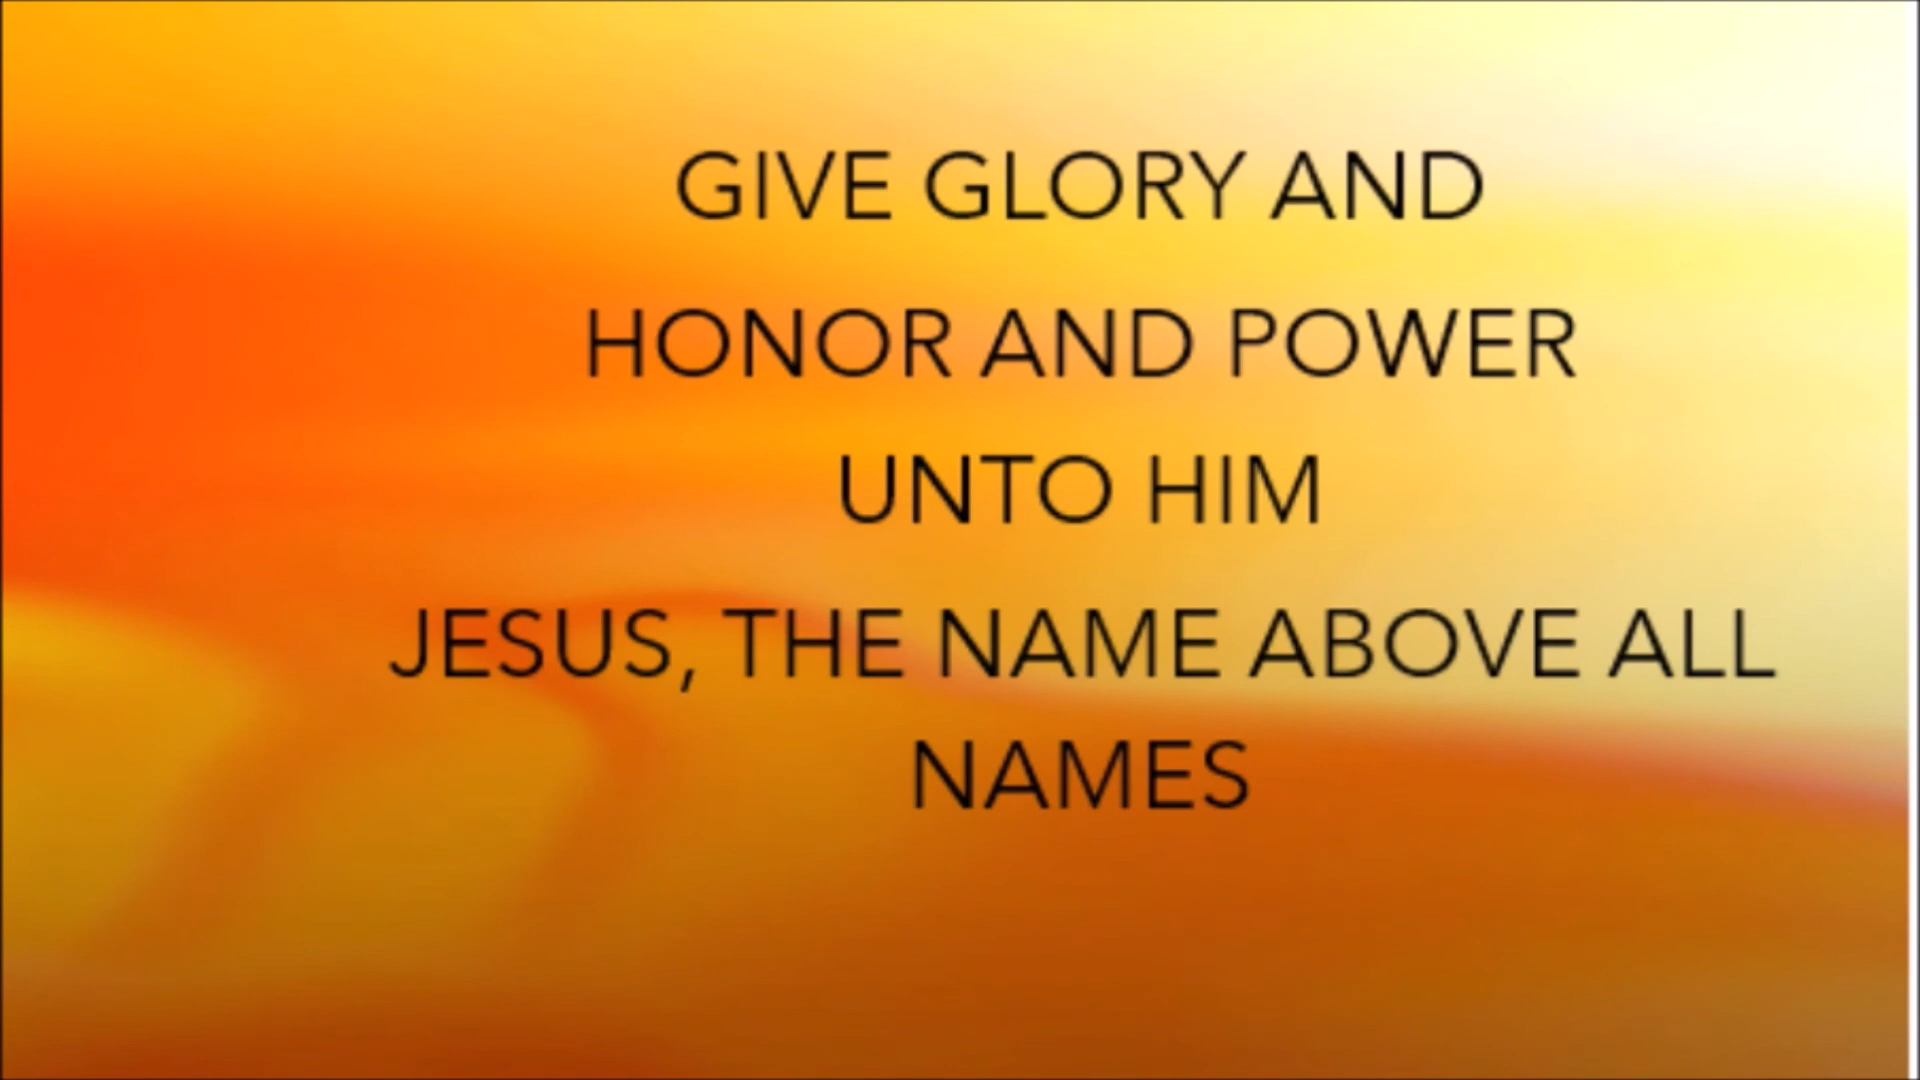 GIVE GLORY AND
HONOR AND POWER
UNTO HIM
JESUS, THE NAME ABOVE ALL
NAMES